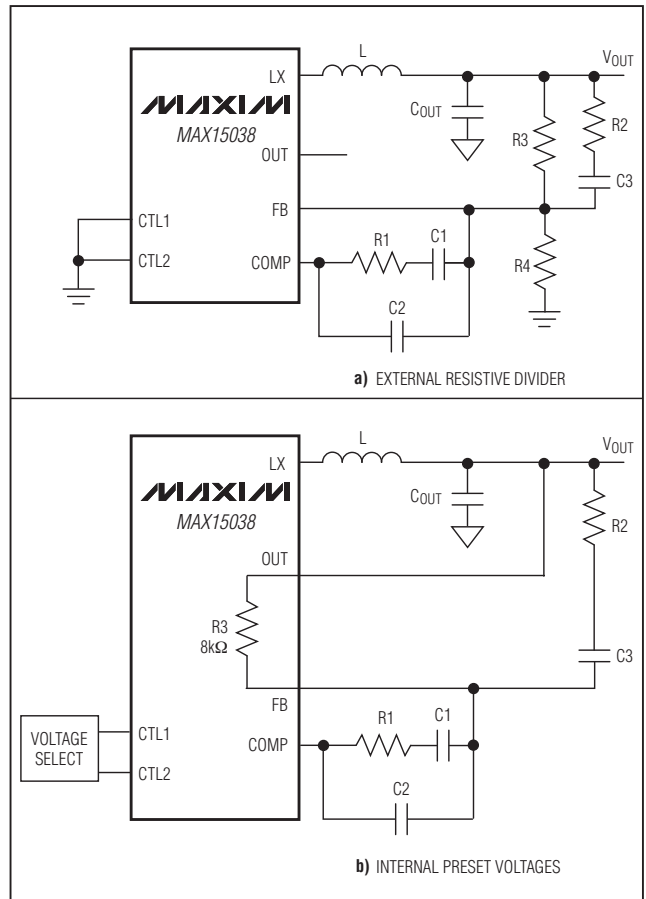 L
VOUT
LX
MAXIM
MAX15038
COUT
R2
R3
OUT
C3
FB
CTL1
R1
C1
CTL2
COMP
R4
C2
a) EXTERNAL RESISTIVE DIVIDER
L
VOUT
LX
MAXIM
MAX15038
COUT
R2
OUT
R3
8kΩ
C3
FB
VOLTAGE
SELECT
CTL1
R1
C1
COMP
CTL2
C2
b) INTERNAL PRESET VOLTAGES